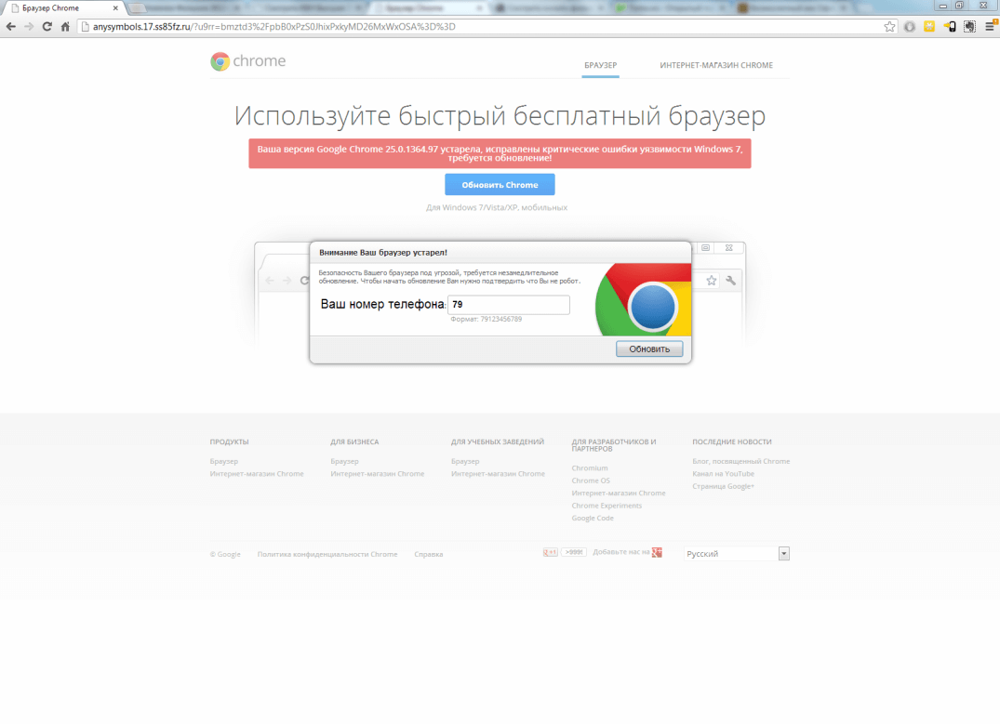 Браузер Chrome
anysymbols.17.ss85fz.ru/?u9rr=bmztd3%2FpbB0xPzS0JhixPxkyMD26MxWxOSA%3D%3D
chrome
БРАУЗЕР
ИНТЕРНЕТ-МАГАЗИН CHROME
Используйте быстрый бесплатный браузер
Ваша версия Google Chrome 25.0.1364.97 устарела, исправлены критические ошибки уязвимости Windows 7,
требуется обновление!
Обновить Chrome
Для Windows 7/Vista/XP, мобильных
Внимание Ваш браузер устарел!
Безопасность Вашего браузера под угрозой, требуется незамедлительное
обновление. Чтобы начать обновление Вам нужно подтвердить что Вы не робот.
Ваш номер телефона: 79
Формат: 79123456789
Обновить
ПРОДУКТЫ
Браузер
Интернет-магазин Chrome
ДЛЯ БИЗНЕСА
Браузер
Интернет-магазин Chrome
ДЛЯ УЧЕБНЫХ ЗАВЕДЕНИЙ
Браузер
Интернет-магазин Chrome
ДЛЯ РАЗРАБОТЧИКОВ И
ПАРТНЕРОВ
Chromium
Chrome OS
Интернет-магазин Chrome
Chrome Experiments
Google Code
ПОСЛЕДНИЕ НОВОСТИ
Блог, посвященный Chrome
Канал на YouTube
Страница Google+
© Google
Политика конфиденциальности Chrome
Справка
+1
>9999
Добавьте нас на
Русский